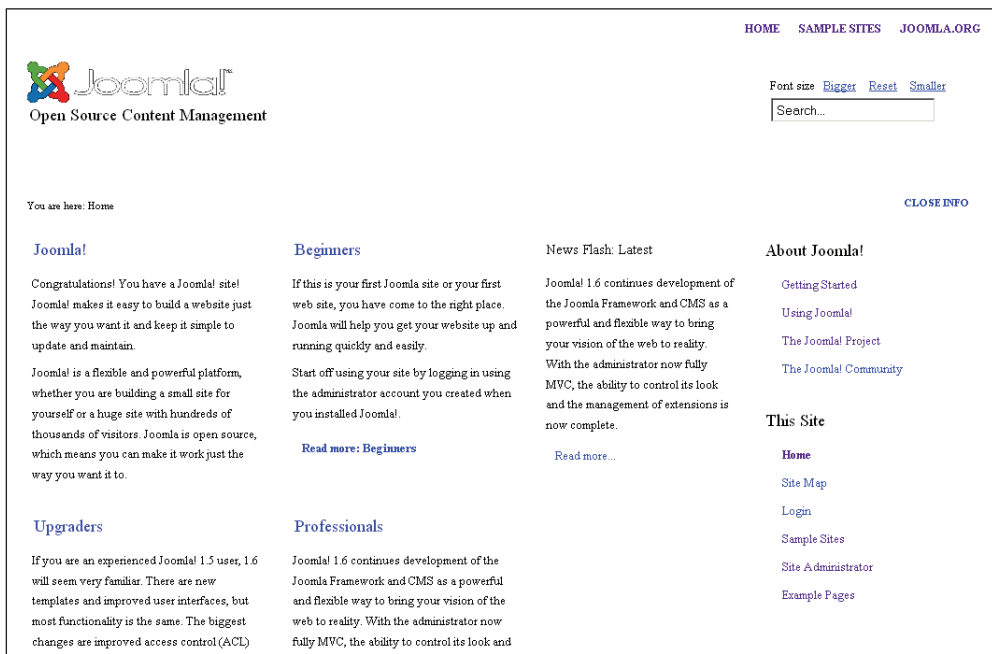 HOME SAMPLE SITES JOOMLA.ORG
Joomla!™
Open Source Content Management
Font size Bigger Reset Smaller
Search...
You are here: Home
CLOSE INFO
Joomla!
Congratulations! You have a Joomla! site!
Joomla! makes it easy to build a website just
the way you want it and keep it simple to
update and maintain.
Joomla! is a flexible and powerful platform,
whether you are building a small site for
yourself or a huge site with hundreds of
thousands of visitors. Joomla is open source,
which means you can make it work just the
way you want it to.
Beginners
If this is your first Joomla site or your first
web site, you have come to the right place.
Joomla will help you get your website up and
running quickly and easily.
Start off using your site by logging in using
the administrator account you created when
you installed Joomla!.
Read more: Beginners
Upgraders
If you are an experienced Joomla! 1.5 user, 1.6
will seem very familiar. There are new
templates and improved user interfaces, but
most functionality is the same. The biggest
changes are improved access control (ACL)
Professionals
Joomla! 1.6 continues development of the
Joomla Framework and CMS as a powerful
and flexible way to bring your vision of the
web to reality. With the administrator now
fully MVC, the ability to control its look and
News Flash: Latest
Joomla! 1.6 continues development of
the Joomla Framework and CMS as a
powerful and flexible way to bring
your vision of the web to reality.
With the administrator now fully
MVC, the ability to control its look
and the management of extensions is
now complete.
Read more...
About Joomla!
Getting Started
Using Joomla!
The Joomla! Project
The Joomla! Community
This Site
Home
Site Map
Login
Sample Sites
Site Administrator
Example Pages